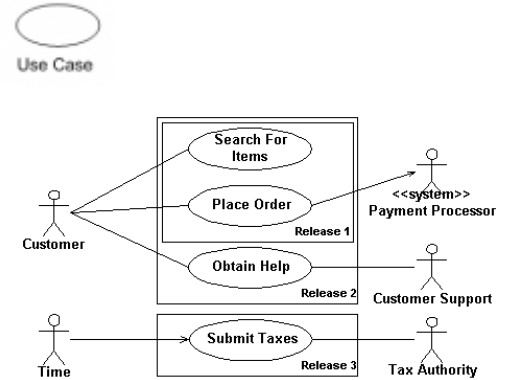 Use Case
Search For
Items
Place Order
<<system>>
Payment Processor
Release 1
Customer
Obtain Help
Release 2
Customer Support
Submit Taxes
Release 3
Time
Tax Authority